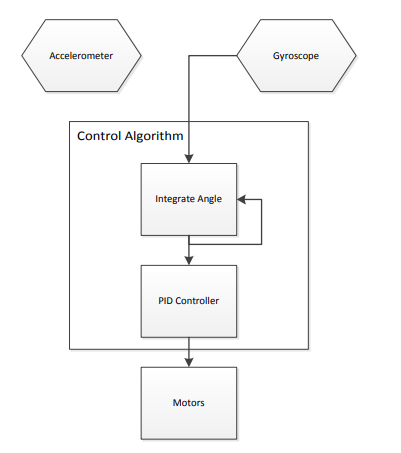 Accelerometer
Gyroscope
Control Algorithm
Integrate Angle
PID Controller
Motors